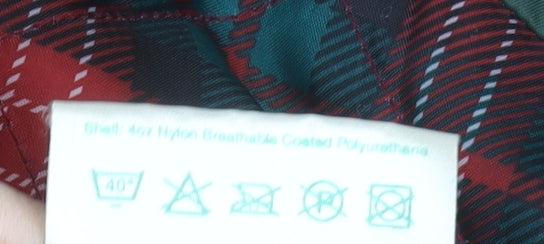 Shell: 4oz Nylon Breathable Coated Polyurethane
40° P